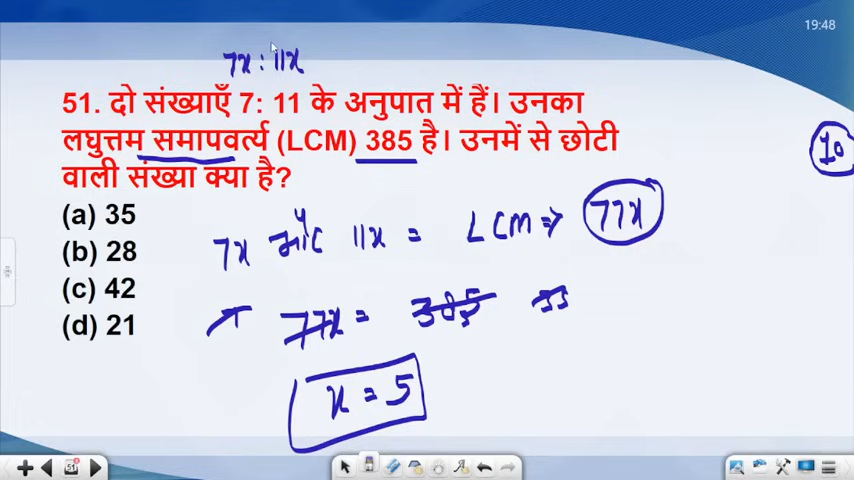 19:48
7x : 11x
51. दो संख्याएँ 7: 11 के अनुपात में हैं। उनका
लघुत्तम समापवर्त्य (LCM) 385 है। उनमें से छोटी
वाली संख्या क्या है?
10
(a) 35
(b) 28
(c) 42
(d) 21
7x और 11x = LCM ⇒ 77x
77x = 385
x = 5
51